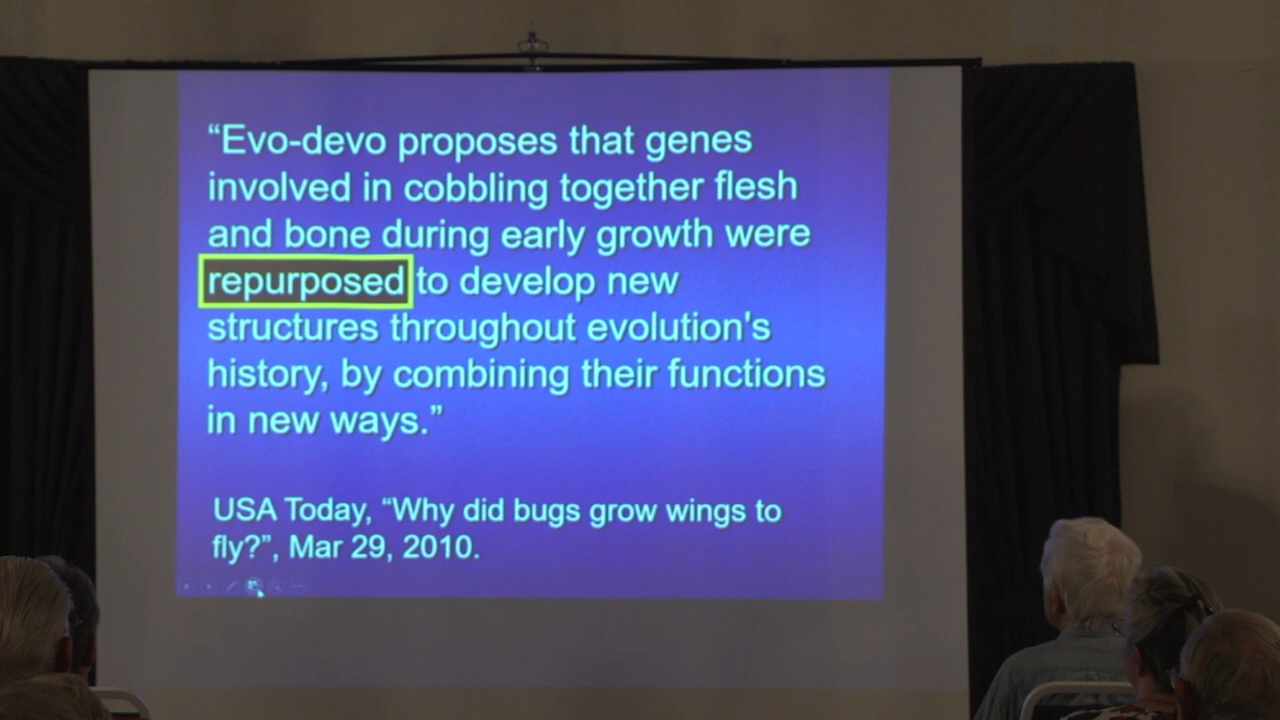 “Evo-devo proposes that genes
involved in cobbling together flesh
and bone during early growth were
repurposed to develop new
structures throughout evolution's
history, by combining their functions
in new ways.”
USA Today, “Why did bugs grow wings to
fly?”, Mar 29, 2010.